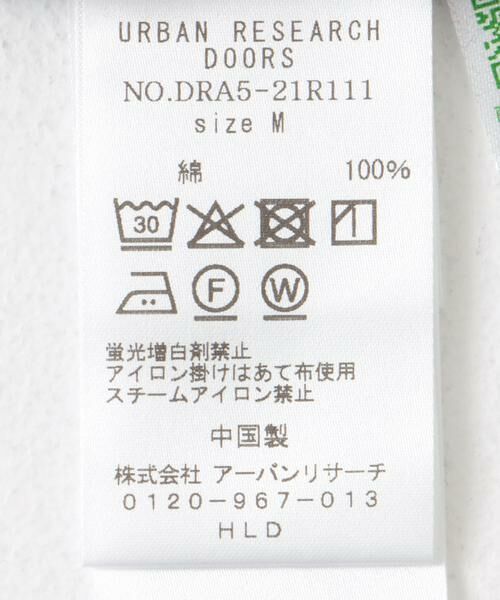 URBAN RESEARCH
DOORS
NO.DRA5-21R111
size M
綿 100%
30
F W
蛍光増白剤禁止
アイロン掛けはあて布使用
スチームアイロン禁止
中国製
株式会社 アーバンリサーチ
0120-967-013
HLD